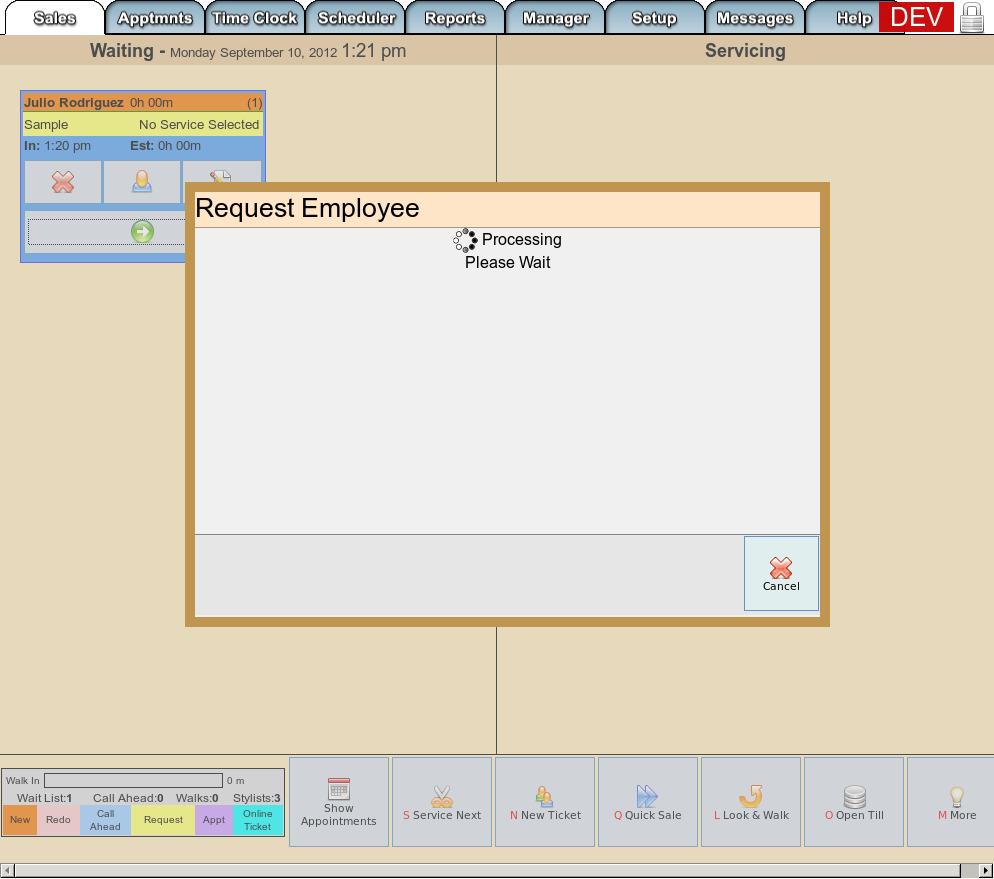 Sales Apptmnts Time Clock Scheduler Reports Manager Setup Messages Help DEV
Waiting - Monday September 10, 2012 1:21 pm
Servicing
Julio Rodriguez 0h 00m (1)
Sample No Service Selected
In: 1:20 pm Est: 0h 00m
Request Employee
Processing
Please Wait
Cancel
Walk In 0 m
Wait List:1 Call Ahead:0 Walks:0 Stylists:3
New Redo Call Ahead Request Appt Online Ticket
Show
Appointments
S Service Next
N New Ticket
Q Quick Sale
L Look & Walk
O Open Till
M More